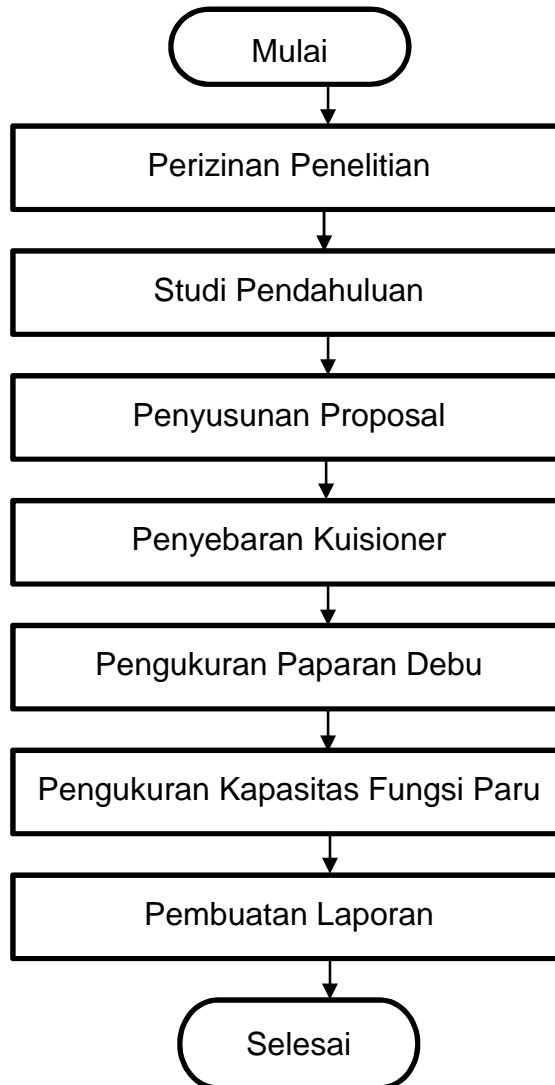 Mulai
Perizinan Penelitian
Studi Pendahuluan
Penyusunan Proposal
Penyebaran Kuisioner
Pengukuran Paparan Debu
Pengukuran Kapasitas Fungsi Paru
Pembuatan Laporan
Selesai